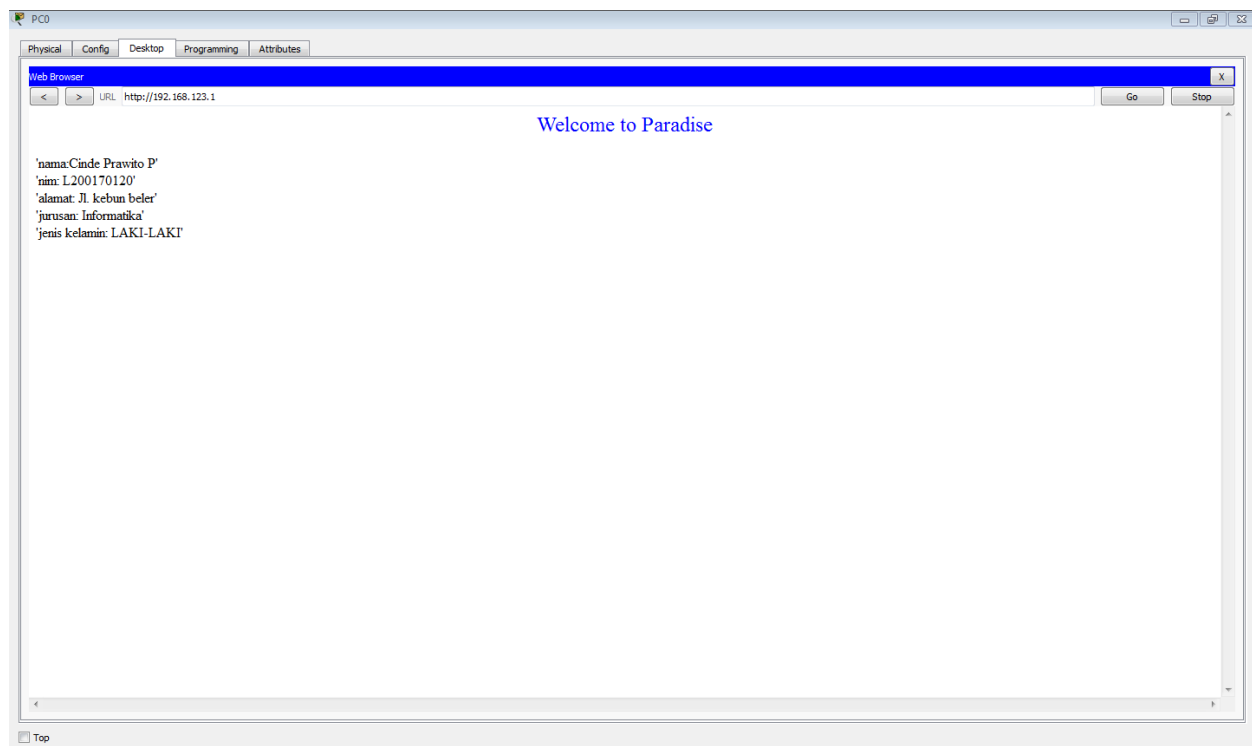 PC0
Physical Config Desktop Programming Attributes
Web Browser X
< > URL http://192.168.123.1 Go Stop
Welcome to Paradise
'nama:Cinde Prawito P'
'nim: L200170120'
'alamat: Jl. kebun beler'
'jurusan: Informatika'
'jenis kelamin: LAKI-LAKI'
Top